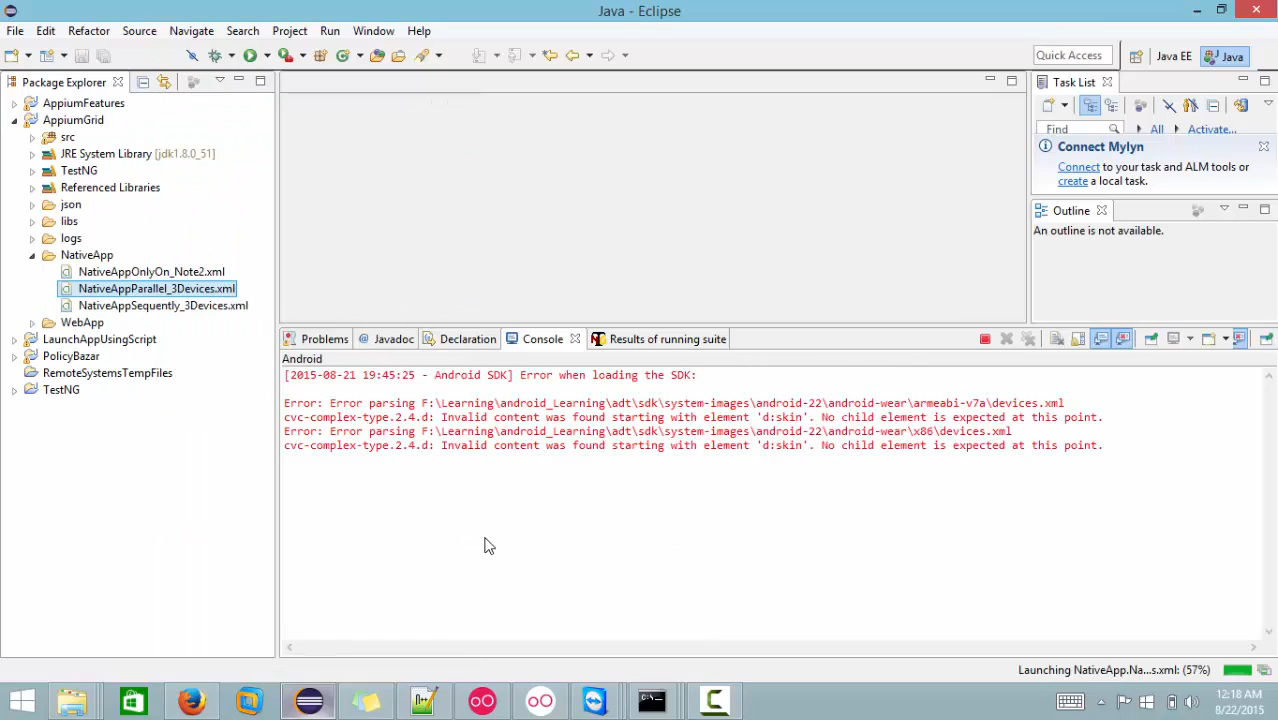 Java - Eclipse
File Edit Refactor Source Navigate Search Project Run Window Help
Quick Access Java EE Java
Package Explorer
AppiumFeatures
AppiumGrid
src
JRE System Library [jdk1.8.0_51]
TestNG
Referenced Libraries
json
libs
logs
NativeApp
NativeAppOnlyOn_Note2.xml
NativeAppParallel_3Devices.xml
NativeAppSequently_3Devices.xml
WebApp
LaunchAppUsingScript
PolicyBazar
RemoteSystemsTempFiles
TestNG
Task List
Find All Activate...
Connect Mylyn
Connect to your task and ALM tools or
create a local task.
Outline
An outline is not available.
Problems @ Javadoc Declaration Console Results of running suite
Android
[2015-08-21 19:45:25 - Android SDK] Error when loading the SDK:
Error: Error parsing F:\Learning\android_Learning\adt\sdk\system-images\android-22\android-wear\armeabi-v7a\devices.xml
cvc-complex-type.2.4.d: Invalid content was found starting with element 'd:skin'. No child element is expected at this point.
Error: Error parsing F:\Learning\android_Learning\adt\sdk\system-images\android-22\android-wear\x86\devices.xml
cvc-complex-type.2.4.d: Invalid content was found starting with element 'd:skin'. No child element is expected at this point.
Launching NativeApp.Na...s.xml: (57%)
12:18 AM
8/22/2015